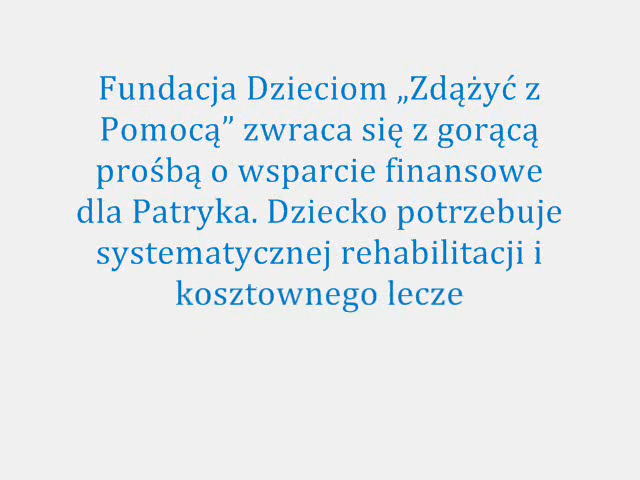 Fundacja Dzieciom „Zdążyć z
Pomocą” zwraca się z gorącą
prośbą o wsparcie finansowe
dla Patryka. Dziecko potrzebuje
systematycznej rehabilitacji i
kosztownego lecze